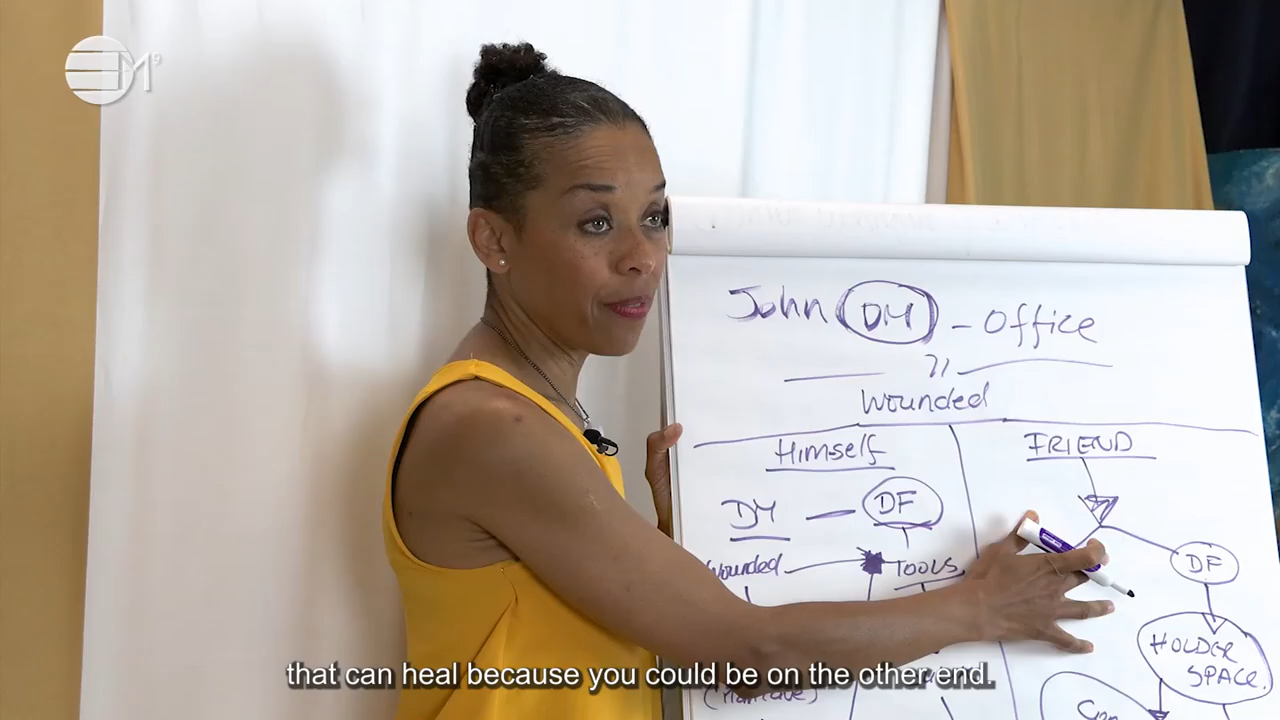 EM9
John DM - Office
Wounded
Himself
FRIEND
DM - DF
DF
Wounded
TOOLS
HOLDER
SPACE.
that can heal because you could be on the other end.